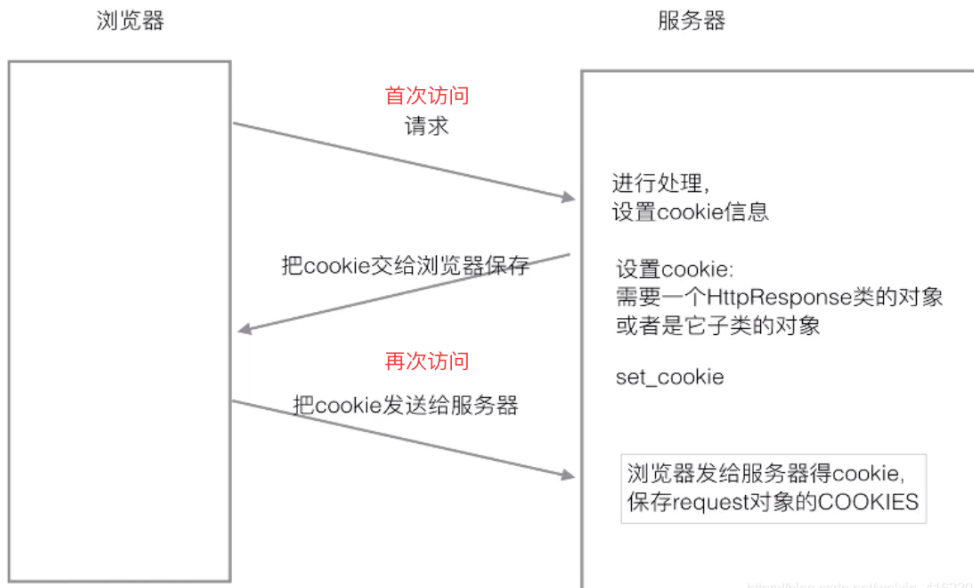 浏览器
服务器
首次访问
请求
进行处理,
设置cookie信息
把cookie交给浏览器保存
设置cookie:
需要一个HttpResponse类的对象
或者是它子类的对象
再次访问
set_cookie
把cookie发送给服务器
浏览器发给服务器得cookie,
保存request对象的COOKIES